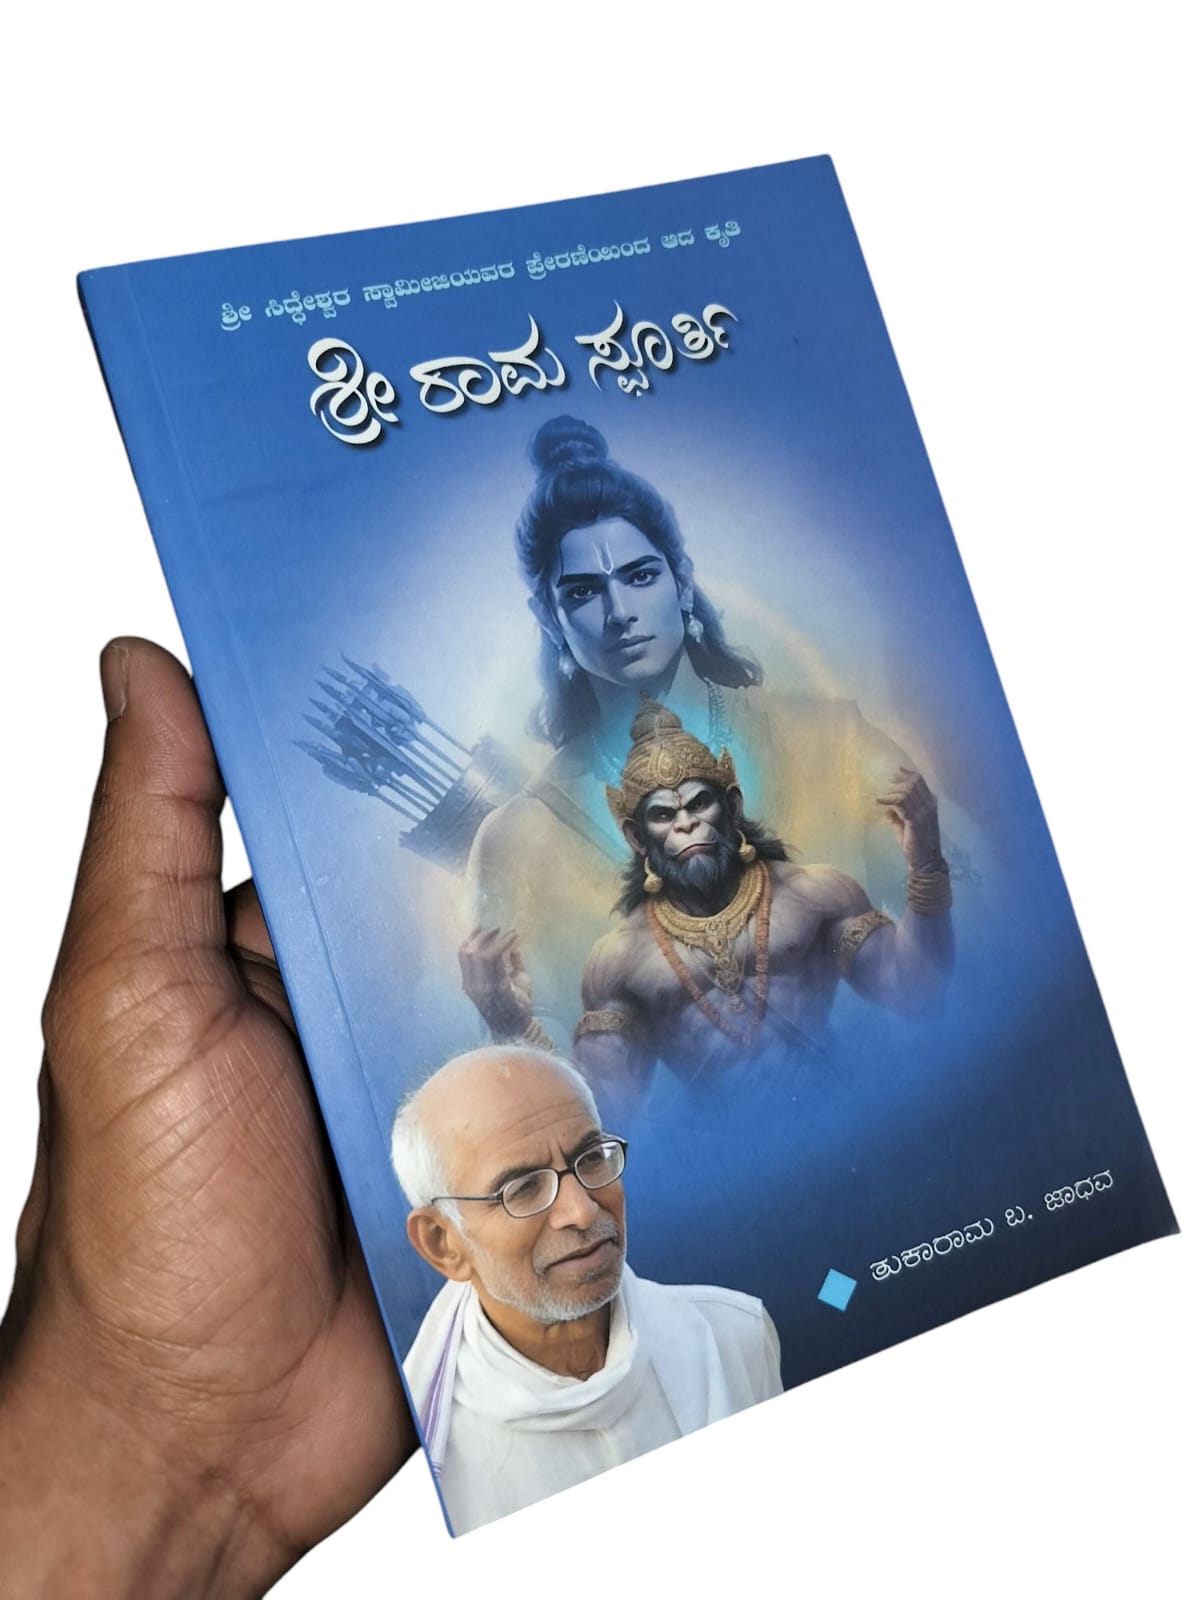 ಶ್ರೀ ಸಿದ್ಧೇಶ್ವರ ಸ್ವಾಮೀಜಿಯವರ ಪ್ರೇರಣೆಯಿಂದ ಆದ ಕೃತಿ
ಶ್ರೀ ರಾಮ ಸ್ಫೂರ್ತಿ
ತುಕಾರಾಮ ಬ. ಜಾಧವ